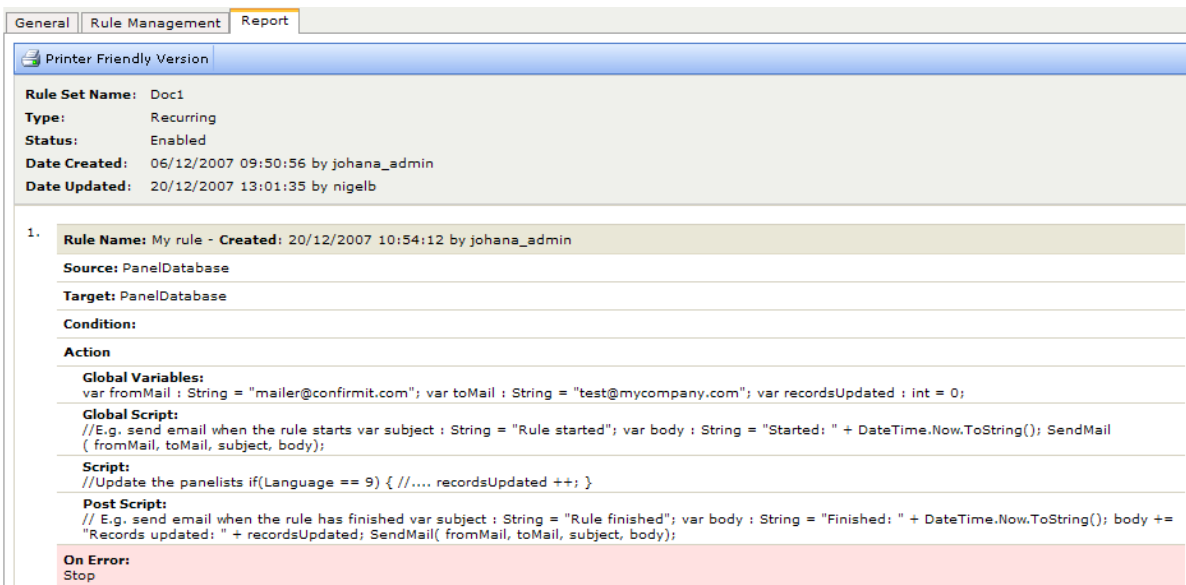 General Rule Management Report
Printer Friendly Version
Rule Set Name: Doc1
Type: Recurring
Status: Enabled
Date Created: 06/12/2007 09:50:56 by johana_admin
Date Updated: 20/12/2007 13:01:35 by nigelb
1. Rule Name: My rule - Created: 20/12/2007 10:54:12 by johana_admin
Source: PanelDatabase
Target: PanelDatabase
Condition:
Action
Global Variables:
var fromMail : String = "mailer@confirmit.com"; var toMail : String = "test@mycompany.com"; var recordsUpdated : int = 0;
Global Script:
//E.g. send email when the rule starts var subject : String = "Rule started"; var body : String = "Started: " + DateTime.Now.ToString(); SendMail
( fromMail, toMail, subject, body);
Script:
//Update the panelists if(Language == 9) { //.... recordsUpdated ++; }
Post Script:
// E.g. send email when the rule has finished var subject : String = "Rule finished"; var body : String = "Finished: " + DateTime.Now.ToString(); body +=
"Records updated: " + recordsUpdated; SendMail( fromMail, toMail, subject, body);
On Error:
Stop